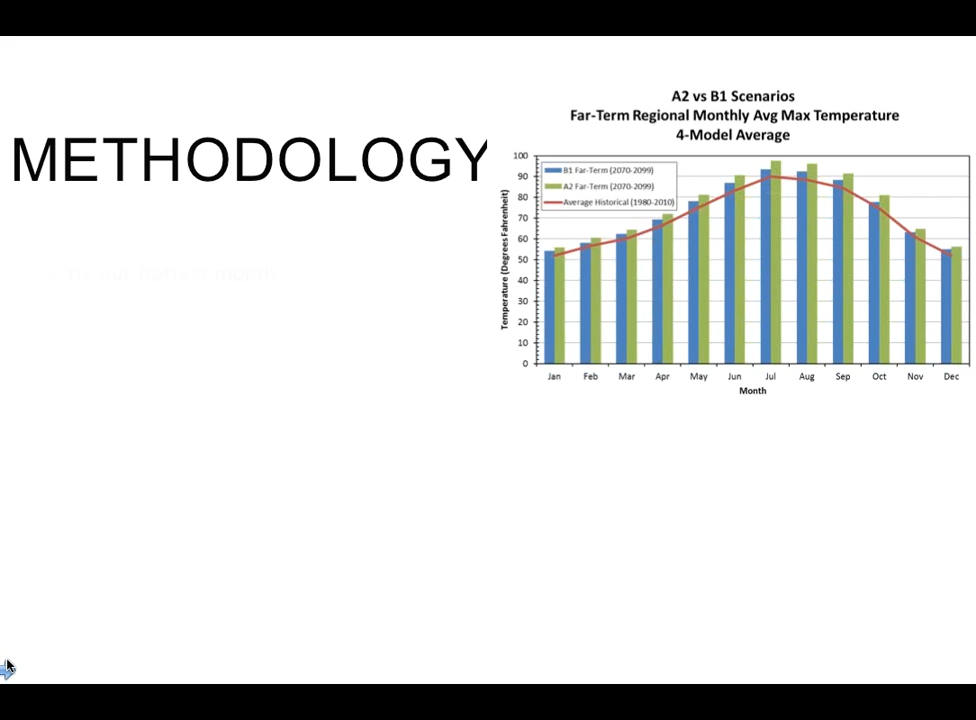 METHODOLOGY
hottest month
A2 vs B1 Scenarios
Far-Term Regional Monthly Avg Max Temperature
4-Model Average
Temperature (Degrees Fahrenheit)
100
90
80
70
60
50
40
30
20
10
0
B1 Far-Term (2070-2099)
A2 Far-Term (2070-2099)
Average Historical (1980-2010)
Jan Feb Mar Apr May Jun Jul Aug Sep Oct Nov Dec
Month